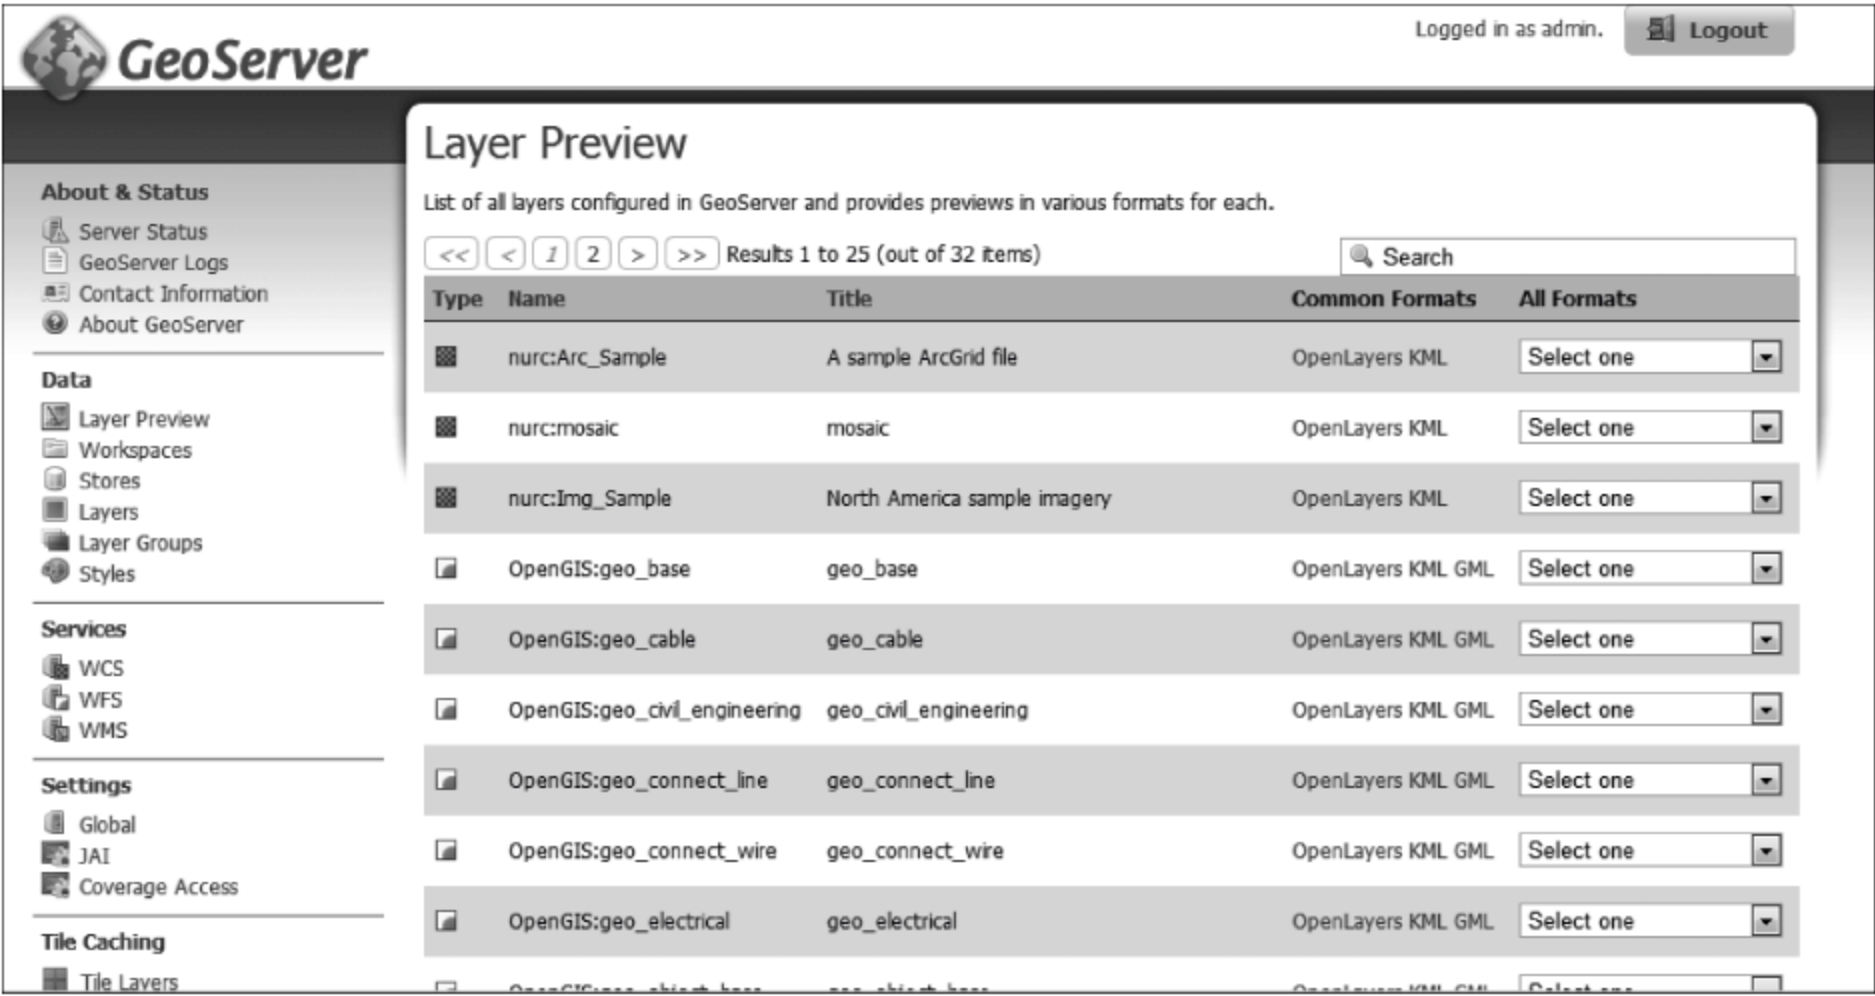 GeoServer
Logged in as admin.
Logout
About & Status
Server Status
GeoServer Logs
Contact Information
About GeoServer
Data
Layer Preview
Workspaces
Stores
Layers
Layer Groups
Styles
Services
WCS
WFS
WMS
Settings
Global
JAI
Coverage Access
Tile Caching
Tile Layers
Layer Preview
List of all layers configured in GeoServer and provides previews in various formats for each.
<< < 1 2 > >> Results 1 to 25 (out of 32 items)
Search
Type Name Title Common Formats All Formats
nurc:Arc_Sample A sample ArcGrid file OpenLayers KML Select one
nurc:mosaic mosaic OpenLayers KML Select one
nurc:Img_Sample North America sample imagery OpenLayers KML Select one
OpenGIS:geo_base geo_base OpenLayers KML GML Select one
OpenGIS:geo_cable geo_cable OpenLayers KML GML Select one
OpenGIS:geo_civil_engineering geo_civil_engineering OpenLayers KML GML Select one
OpenGIS:geo_connect_line geo_connect_line OpenLayers KML GML Select one
OpenGIS:geo_connect_wire geo_connect_wire OpenLayers KML GML Select one
OpenGIS:geo_electrical geo_electrical OpenLayers KML GML Select one